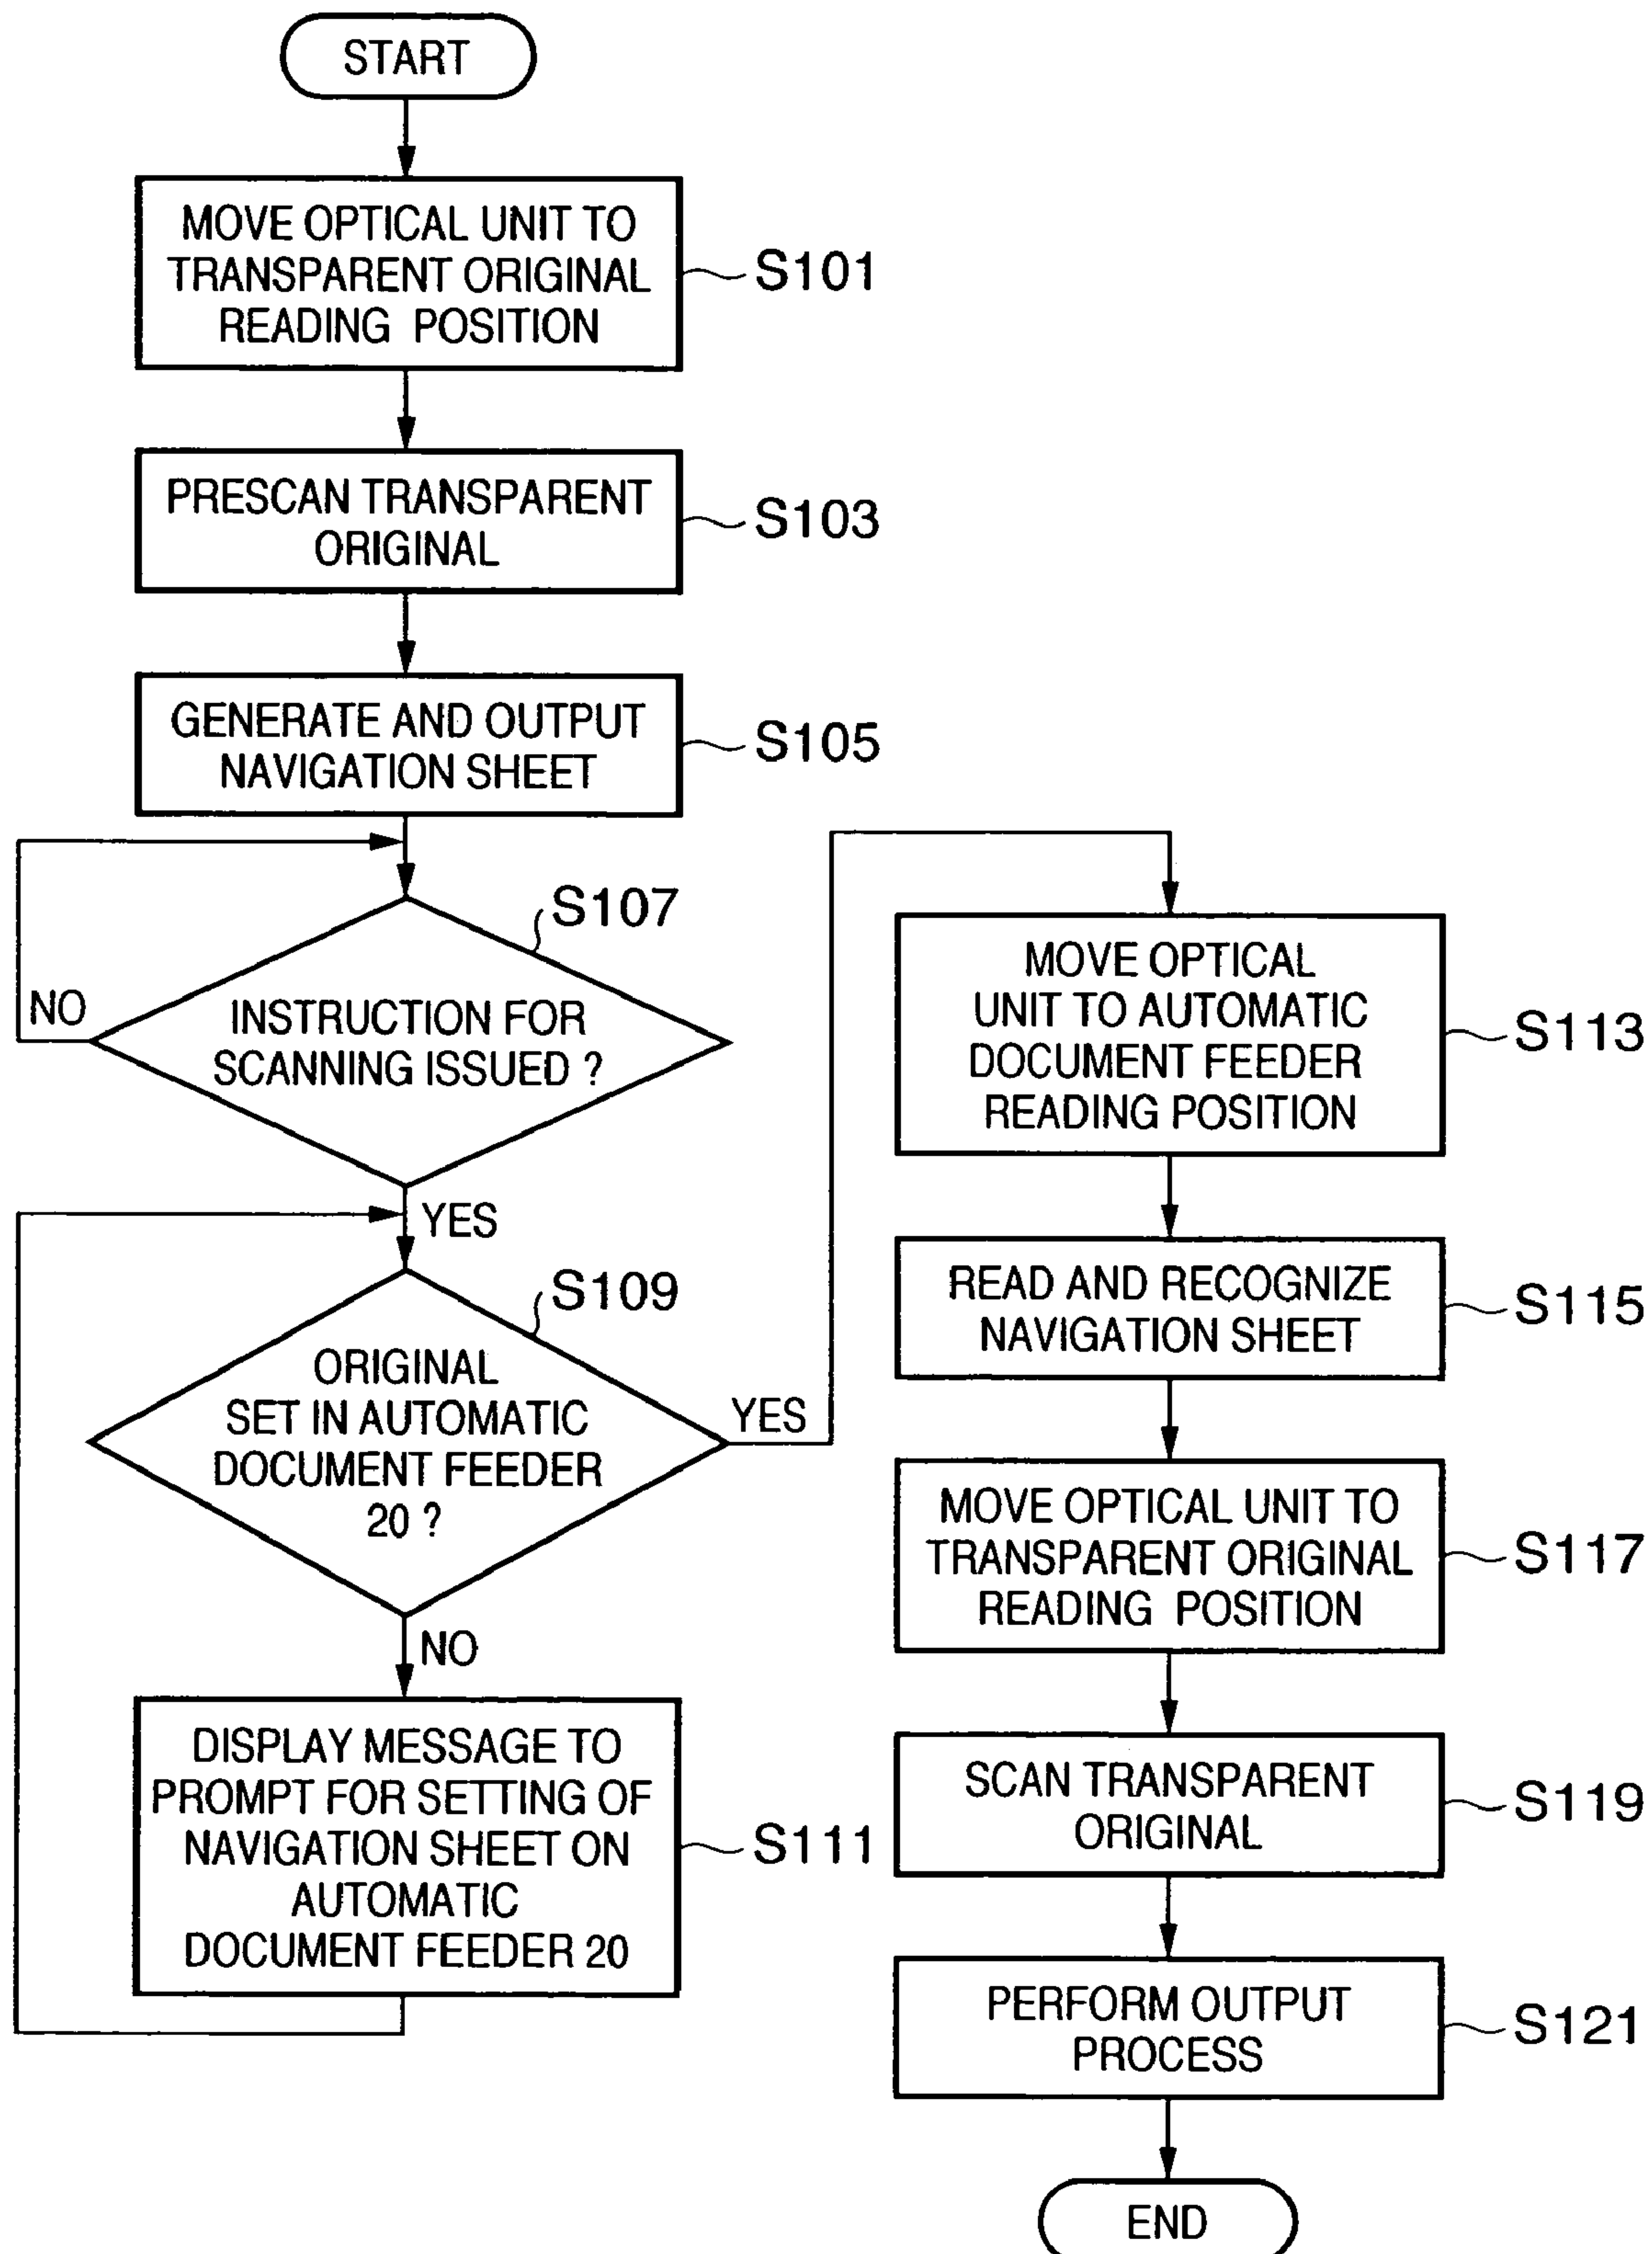 START
MOVE OPTICAL UNIT TO
TRANSPARENT ORIGINAL
READING POSITION
S101
PRESCAN TRANSPARENT
ORIGINAL
S103
GENERATE AND OUTPUT
NAVIGATION SHEET
S105
S107
NO
INSTRUCTION FOR
SCANNING ISSUED ?
YES
S109
ORIGINAL
SET IN AUTOMATIC
DOCUMENT FEEDER
20 ?
YES
NO
DISPLAY MESSAGE TO
PROMPT FOR SETTING OF
NAVIGATION SHEET ON
AUTOMATIC
DOCUMENT FEEDER 20
S111
MOVE OPTICAL
UNIT TO AUTOMATIC
DOCUMENT FEEDER
READING POSITION
S113
READ AND RECOGNIZE
NAVIGATION SHEET
S115
MOVE OPTICAL UNIT TO
TRANSPARENT ORIGINAL
READING POSITION
S117
SCAN TRANSPARENT
ORIGINAL
S119
PERFORM OUTPUT
PROCESS
S121
END